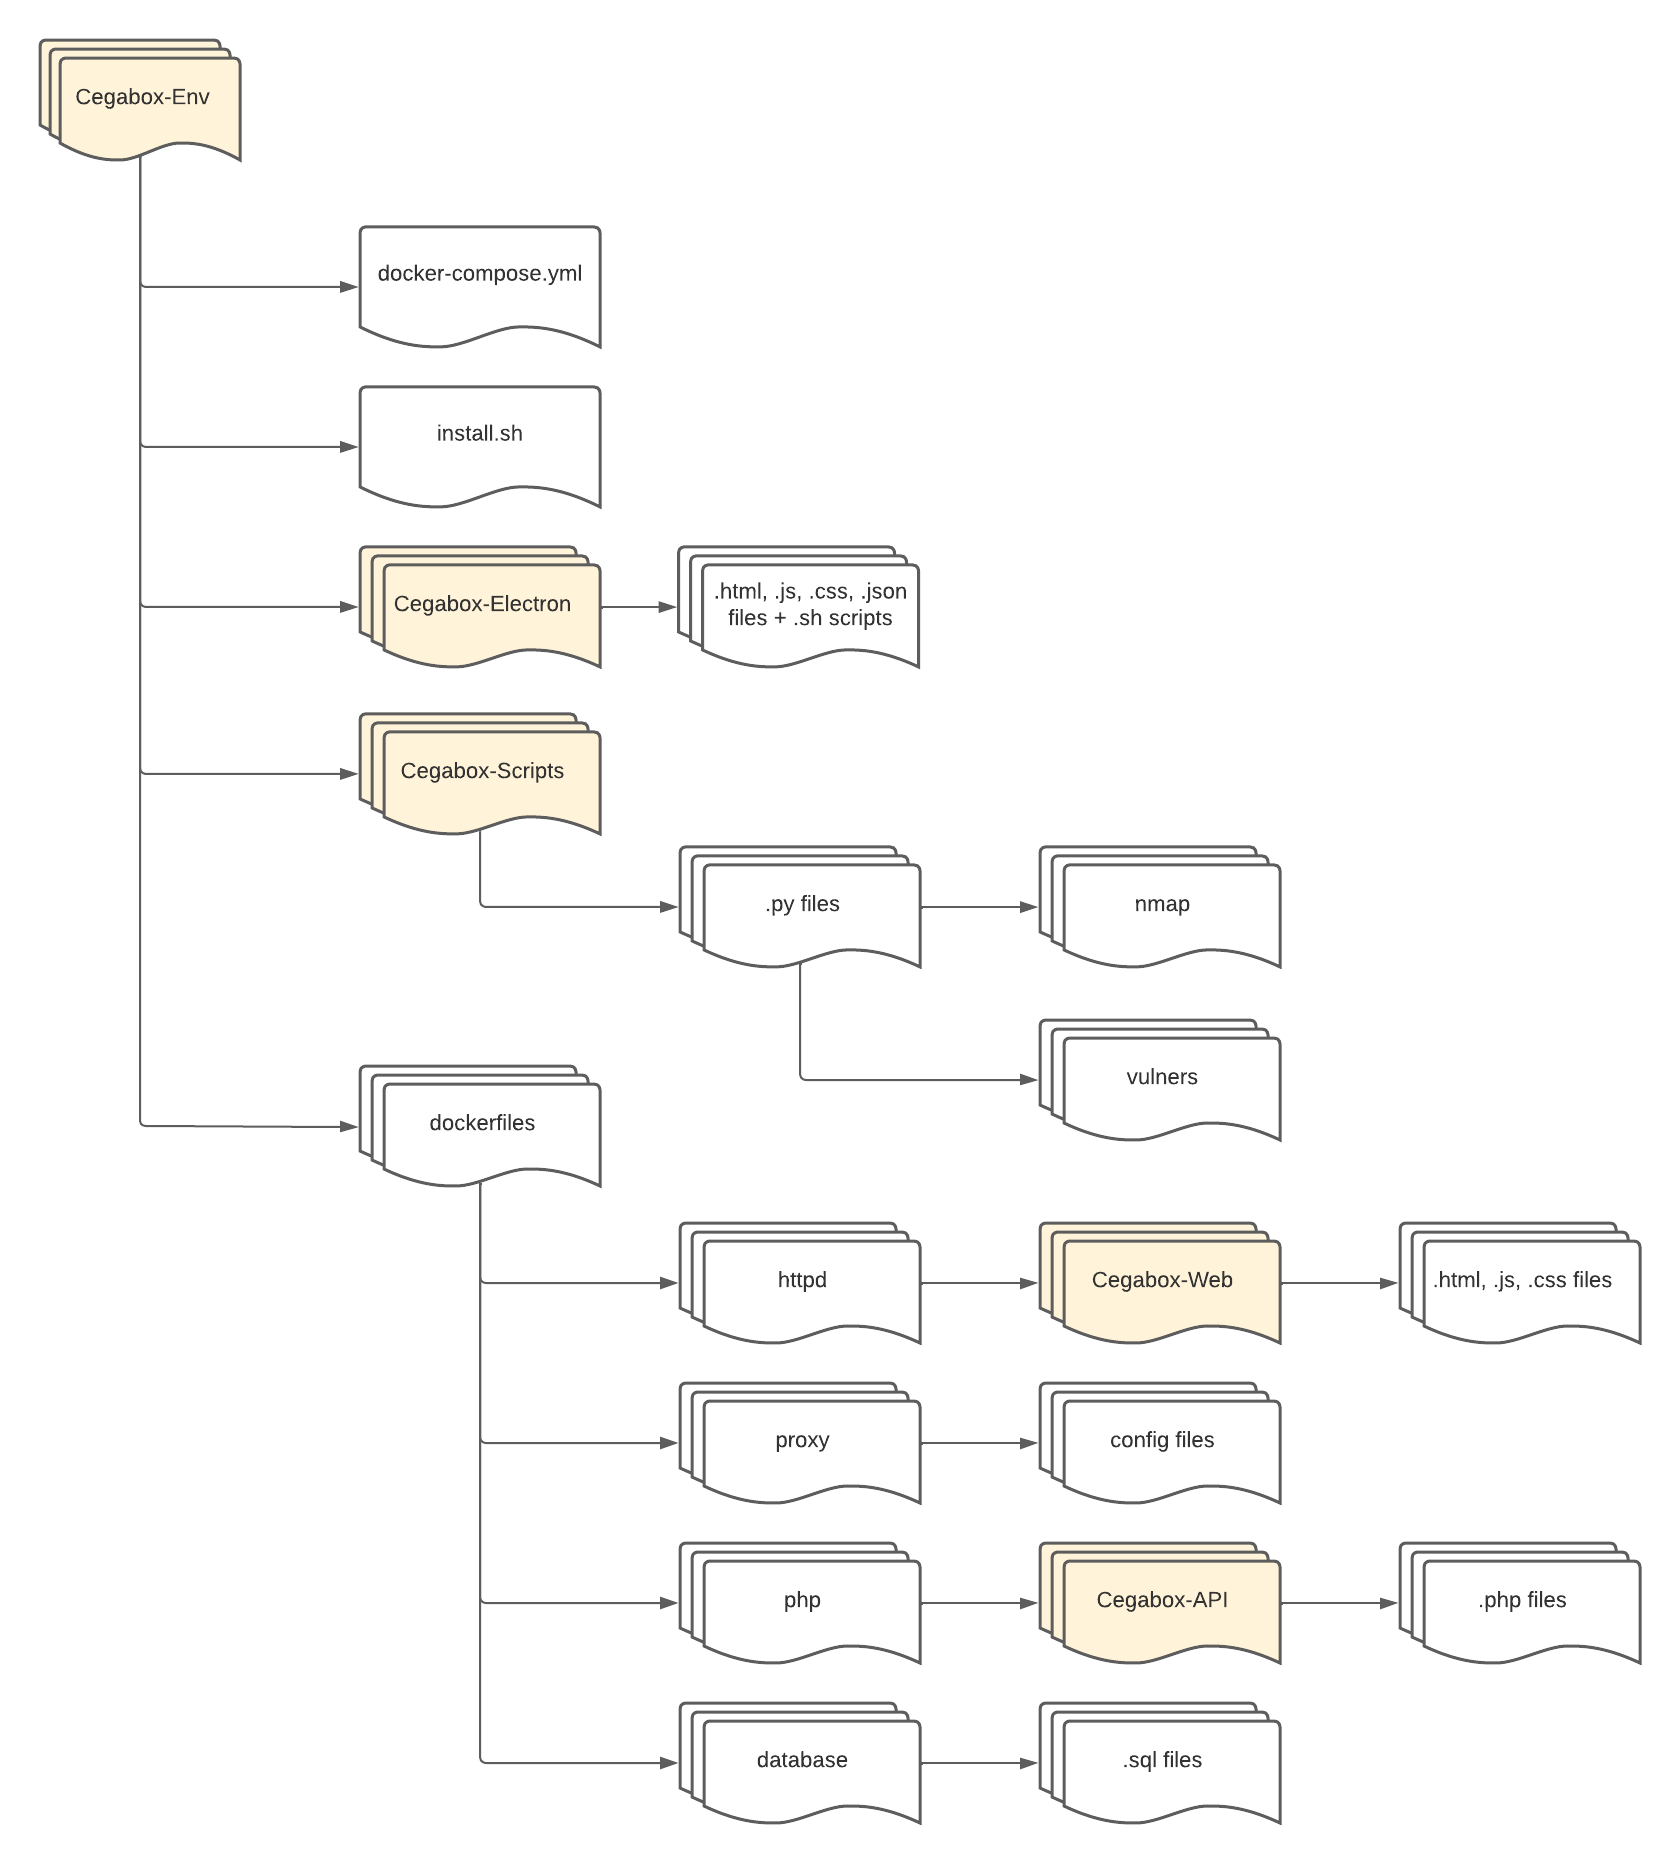 Cegabox-Env
docker-compose.yml
install.sh
Cegabox-Electron
.html, .js, .css, .json
files + .sh scripts
Cegabox-Scripts
.py files
nmap
vulners
dockerfiles
httpd
Cegabox-Web
.html, .js, .css files
proxy
config files
php
Cegabox-API
.php files
database
.sql files